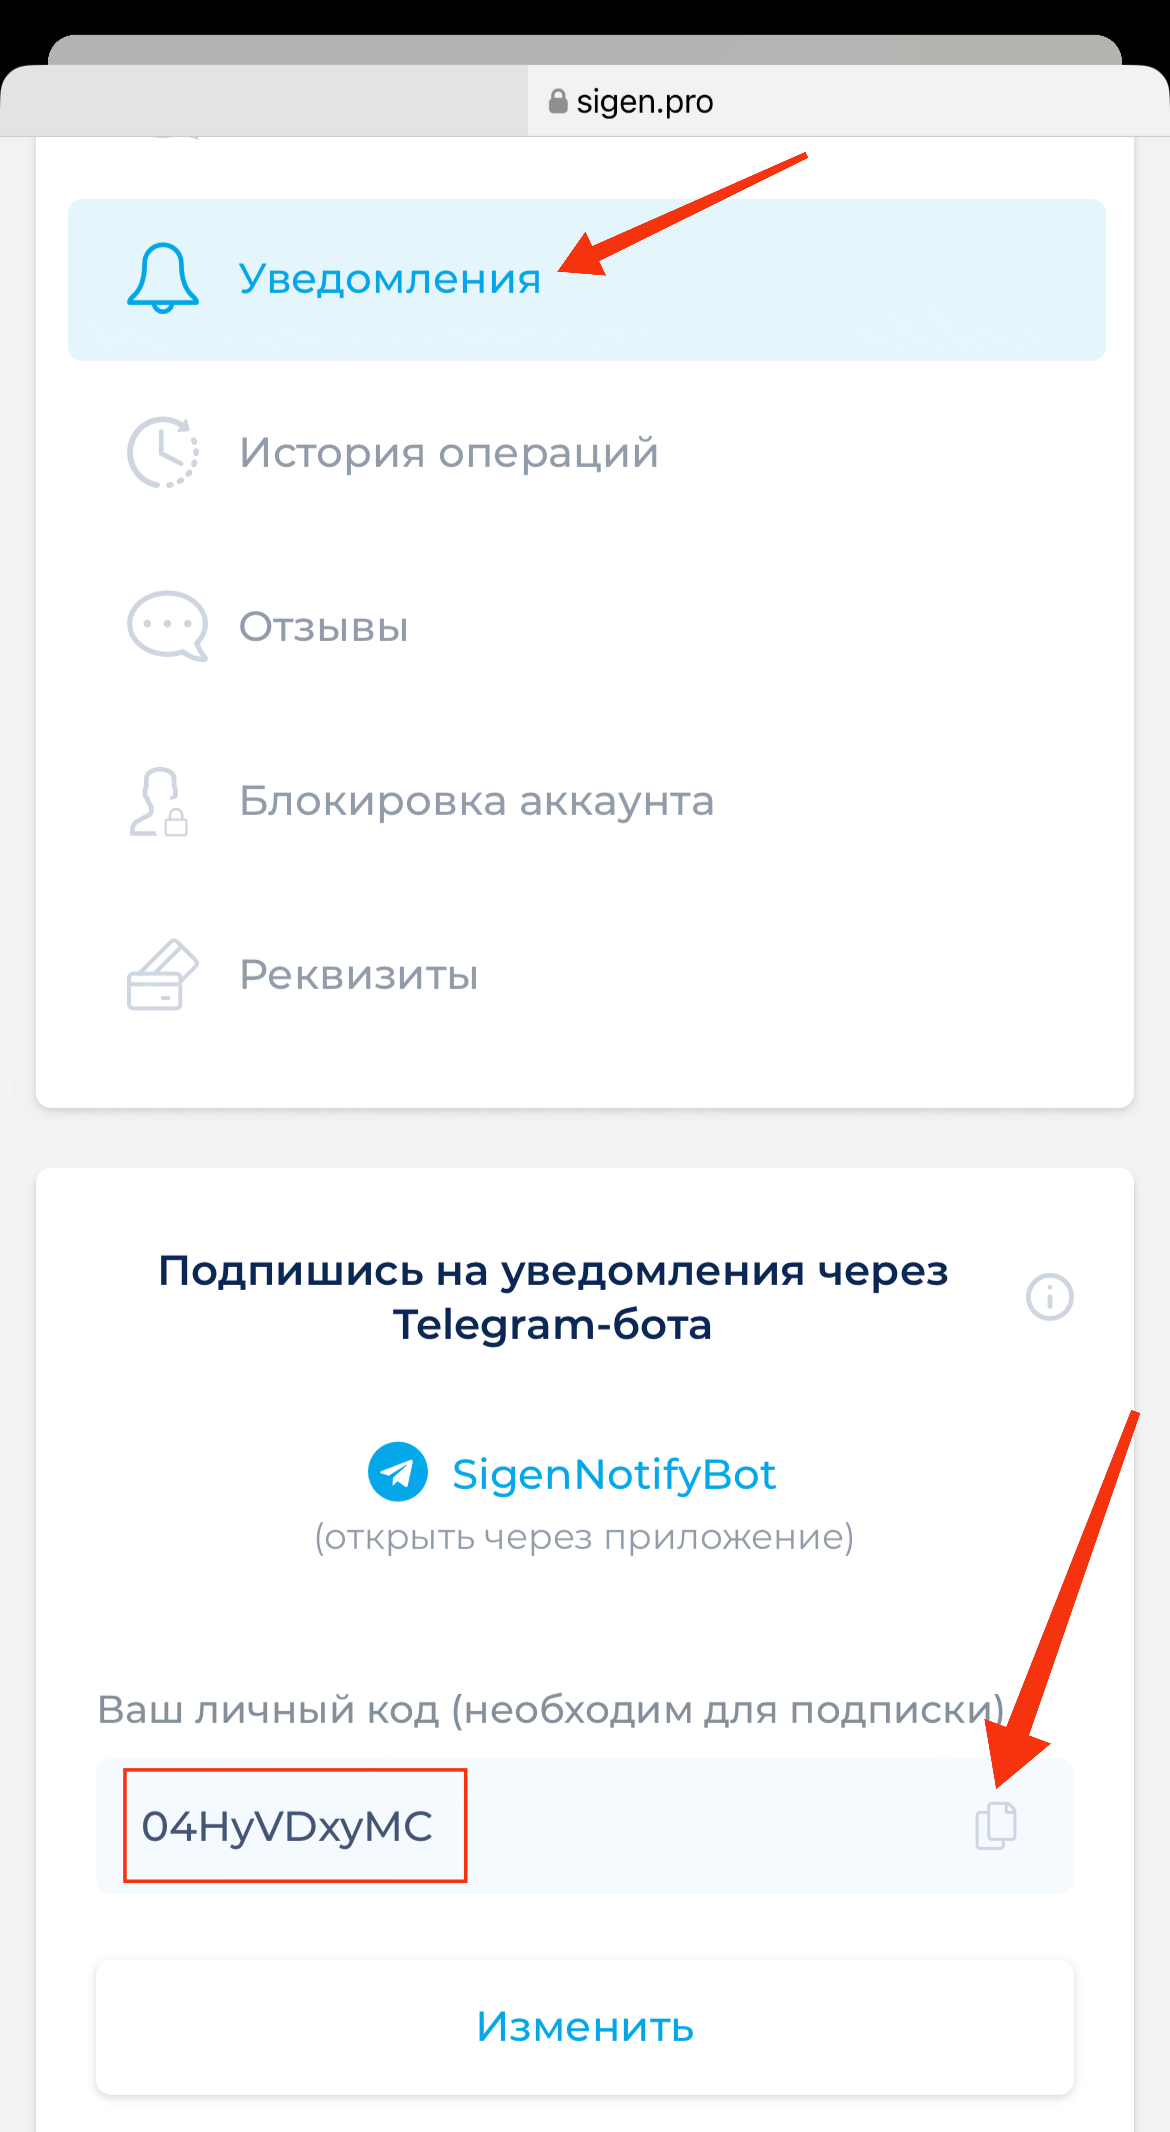 sigen.pro
Уведомления
История операций
Отзывы
Блокировка аккаунта
Реквизиты
Подпишись на уведомления через
Telegram-бота
SigenNotifyBot
(открыть через приложение)
Ваш личный код (необходим для подписки)
04HyVDxyMC
Изменить